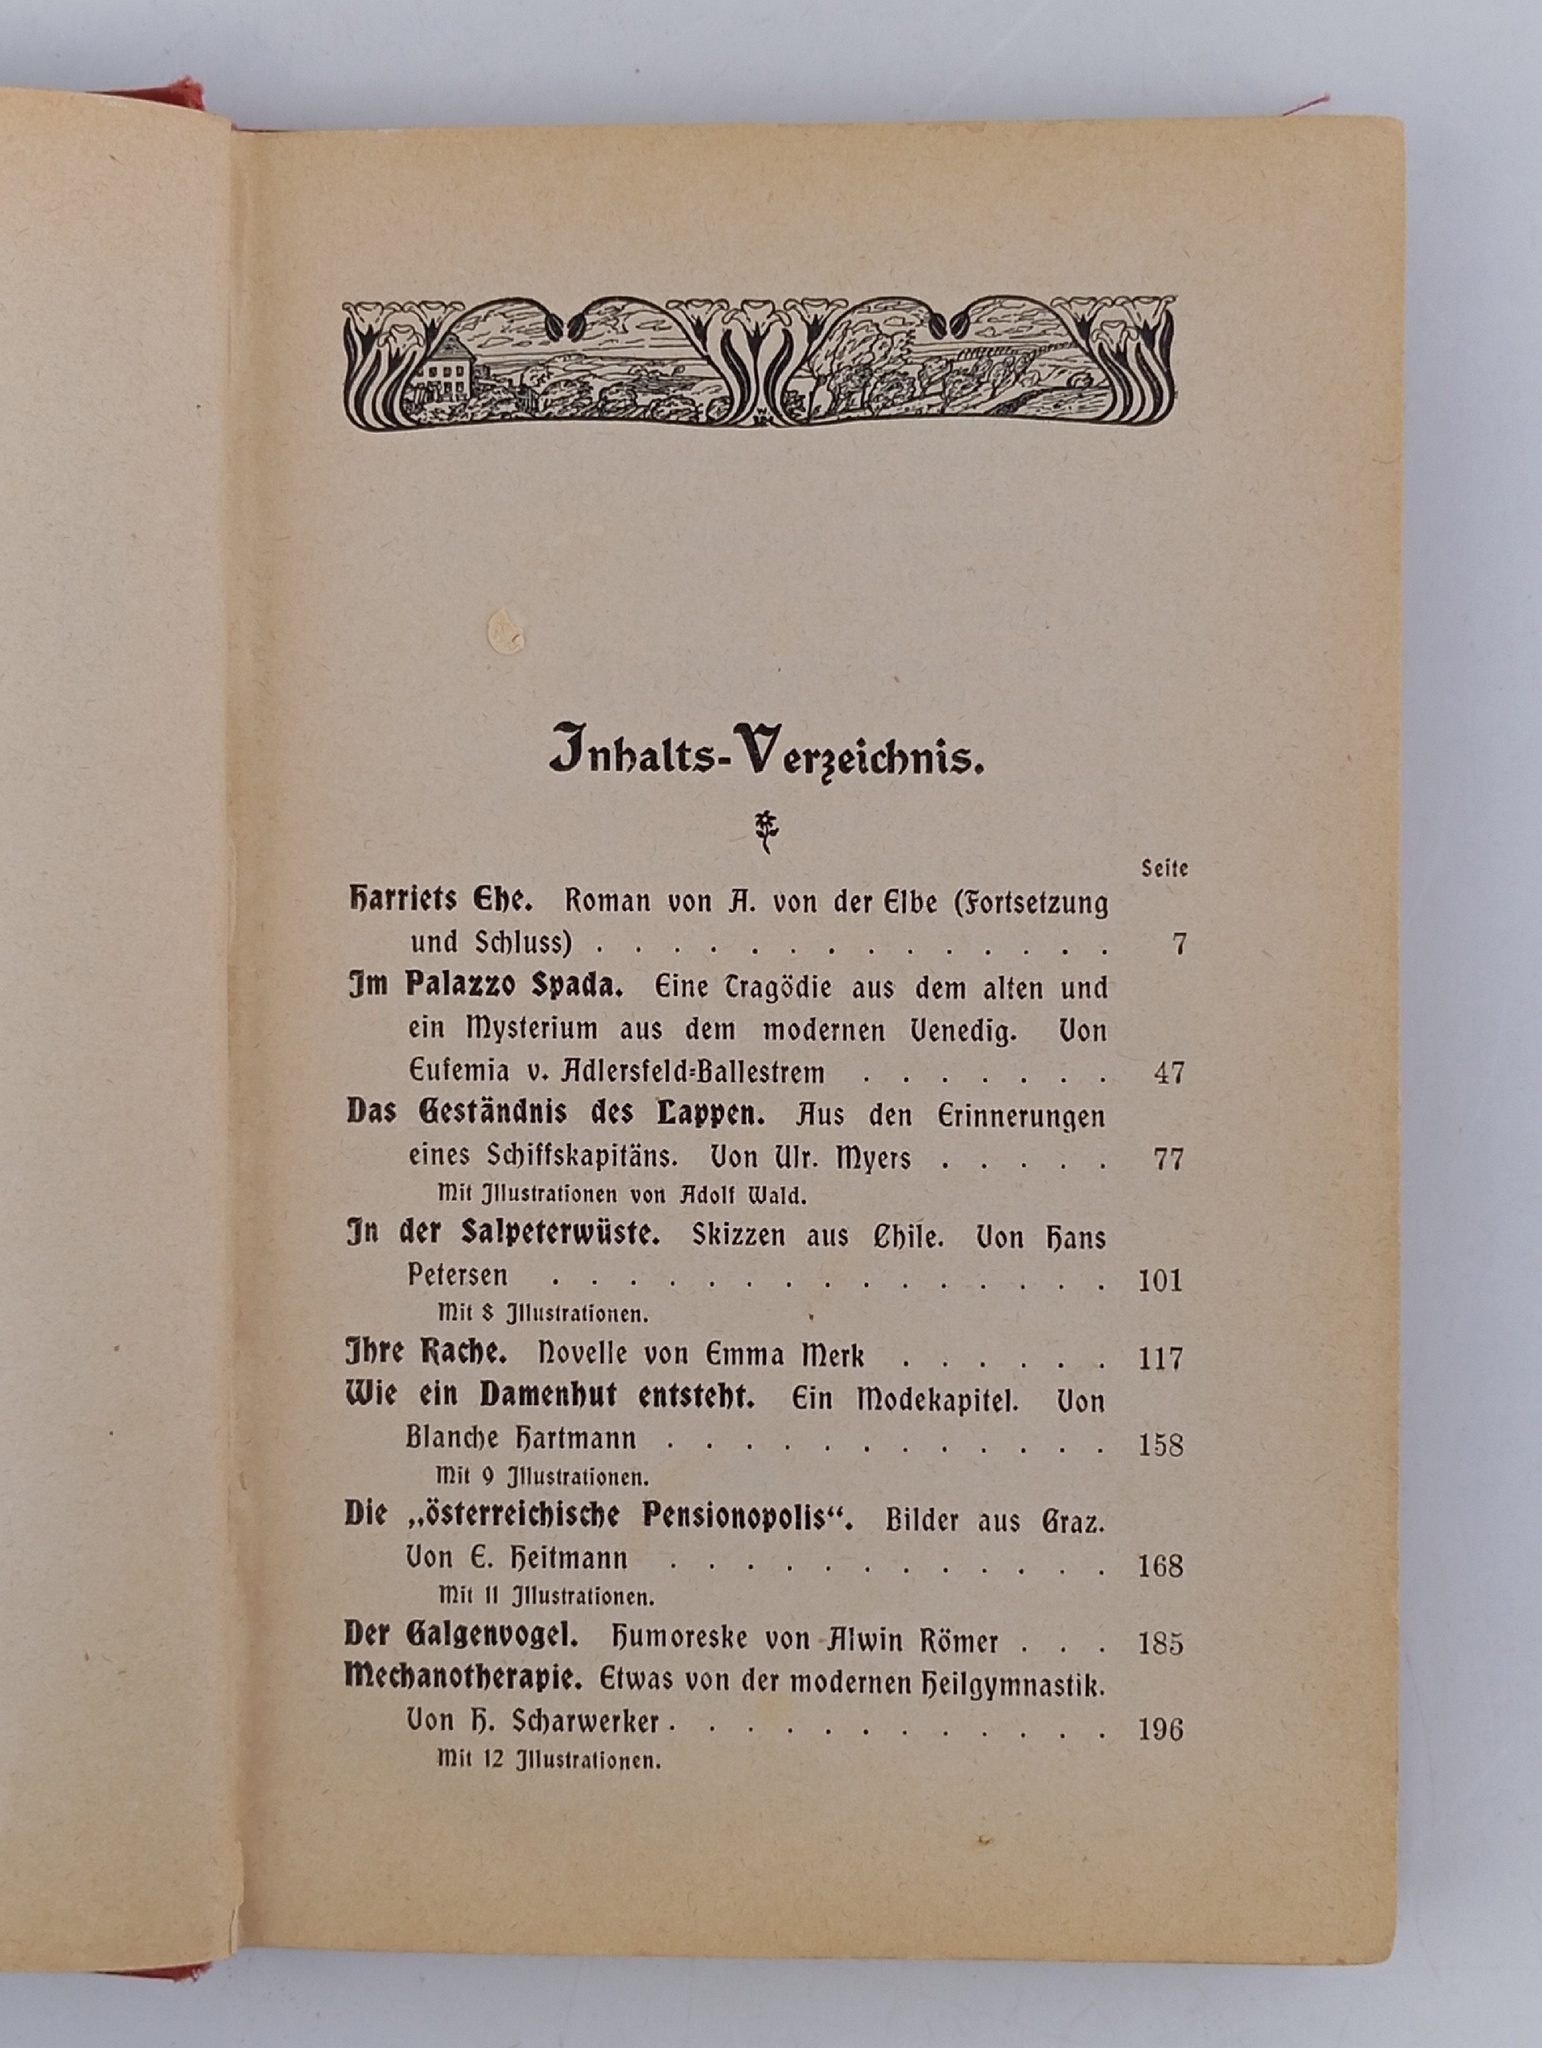 Inhalts-Verzeichnis.
Seite
Harriets Ehe. Roman von A. von der Elbe (Fortsetzung
und Schluss) . . . . . . . . . . . . . . 7
Im Palazzo Spada. Eine Tragödie aus dem alten und
ein Mysterium aus dem modernen Venedig. Von
Eufemia v. Adlersfeld-Ballestrem . . . . . . . 47
Das Geständnis des Lappen. Aus den Erinnerungen
eines Schiffskapitäns. Von Ulr. Myers . . . . . 77
Mit Illustrationen von Adolf Wald.
In der Salpeterwüste. Skizzen aus Chile. Von Hans
Petersen . . . . . . . . . . . . . . . 101
Mit 8 Illustrationen.
Ihre Rache. Novelle von Emma Merk . . . . . . 117
Wie ein Damenhut entsteht. Ein Modekapitel. Von
Blanche Hartmann . . . . . . . . . . . . 158
Mit 9 Illustrationen.
Die „österreichische Pensionopolis“. Bilder aus Graz.
Von E. Heitmann . . . . . . . . . . . . 168
Mit 11 Illustrationen.
Der Galgenvogel. Humoreske von Alwin Römer . . . 185
Mechanotherapie. Etwas von der modernen Heilgymnastik.
Von H. Scharwerker . . . . . . . . . . . . 196
Mit 12 Illustrationen.